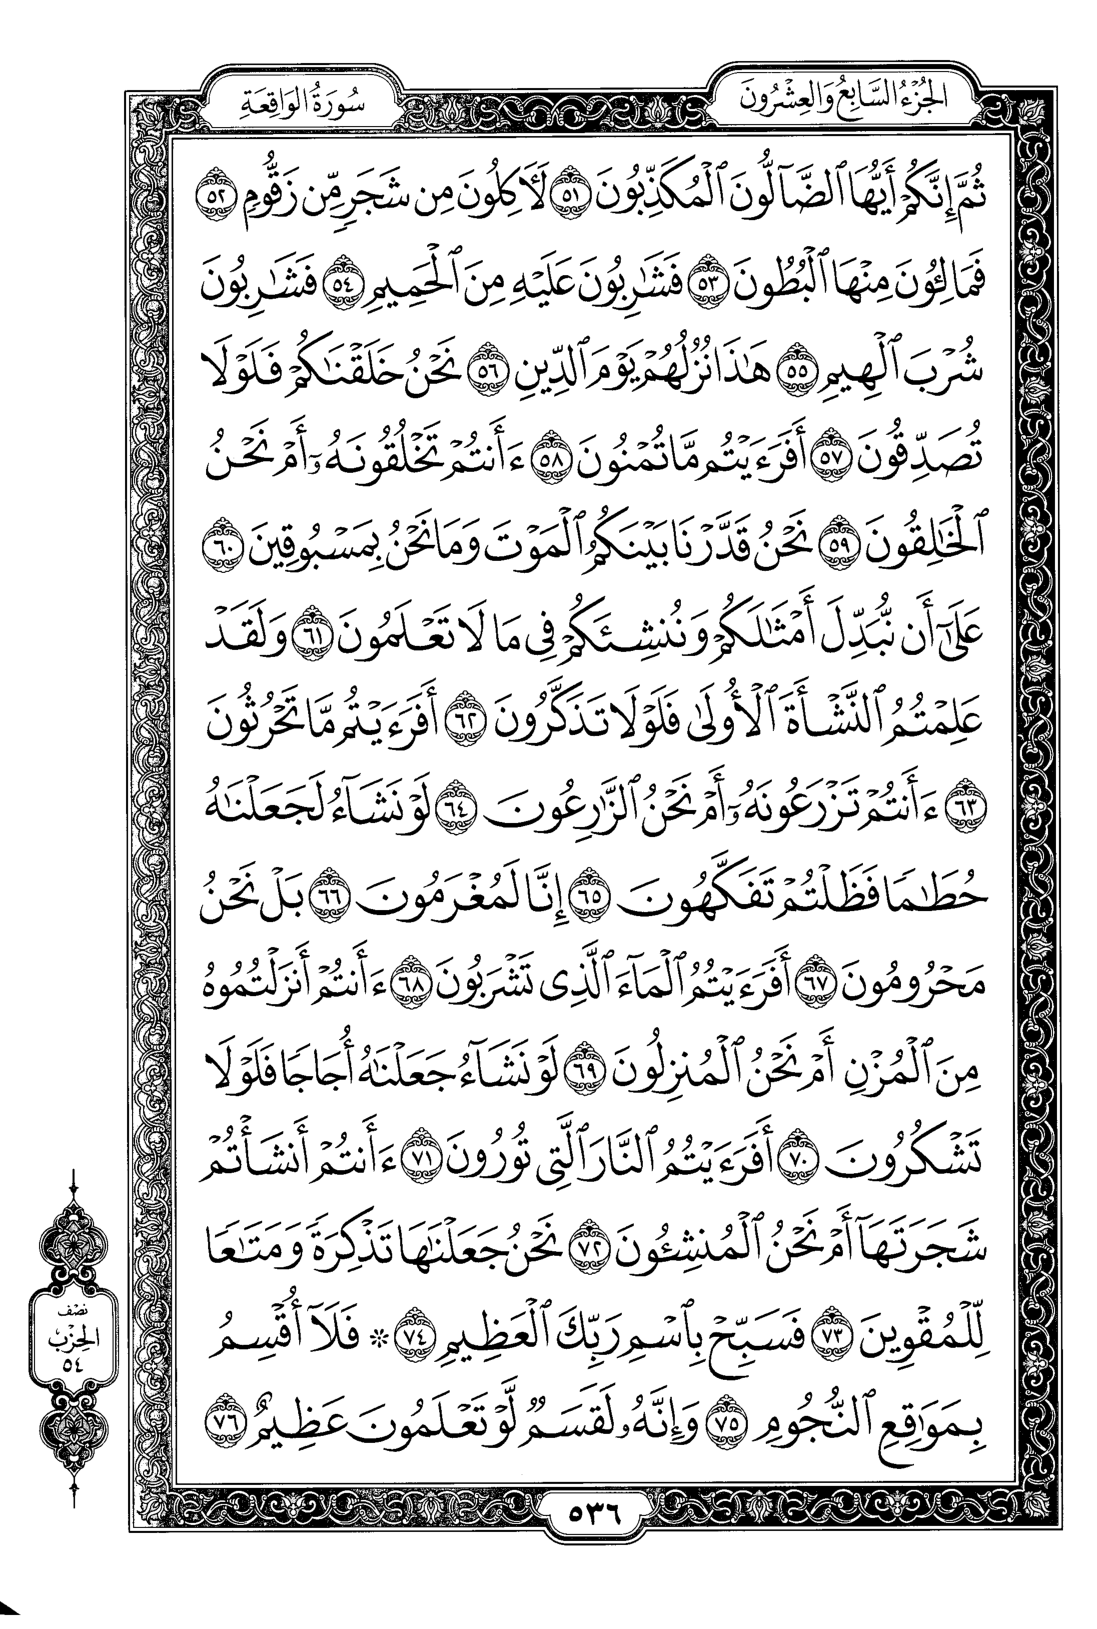 الجُزْءُ السَّابِعُ وَالعِشْرُونَ
سُورَةُ الوَاقِعَةِ
ثُمَّ إِنَّكُمْ أَيُّهَا ٱلضَّآلُّونَ ٱلْمُكَذِّبُونَ ٥١ لَأٓكِلُونَ مِن شَجَرٍ مِّن زَقُّومٍ ٥٢
فَمَالِـُٔونَ مِنْهَا ٱلْبُطُونَ ٥٣ فَشَٰرِبُونَ عَلَيْهِ مِنَ ٱلْحَمِيمِ ٥٤ فَشَٰرِبُونَ
شُرْبَ ٱلْهِيمِ ٥٥ هَٰذَا نُزُلُهُمْ يَوْمَ ٱلدِّينِ ٥٦ نَحْنُ خَلَقْنَٰكُمْ فَلَوْلَا
تُصَدِّقُونَ ٥٧ أَفَرَءَيْتُم مَّا تُمْنُونَ ٥٨ ءَأَنتُمْ تَخْلُقُونَهُۥٓ أَمْ نَحْنُ
ٱلْخَٰلِقُونَ ٥٩ نَحْنُ قَدَّرْنَا بَيْنَكُمُ ٱلْمَوْتَ وَمَا نَحْنُ بِمَسْبُوقِينَ ٦٠
عَلَىٰٓ أَن نُّبَدِّلَ أَمْثَٰلَكُمْ وَنُنشِئَكُمْ فِى مَا لَا تَعْلَمُونَ ٦١ وَلَقَدْ
عَلِمْتُمُ ٱلنَّشْأَةَ ٱلْأُولَىٰ فَلَوْلَا تَذَكَّرُونَ ٦٢ أَفَرَءَيْتُم مَّا تَحْرُثُونَ
٦٣ ءَأَنتُمْ تَزْرَعُونَهُۥٓ أَمْ نَحْنُ ٱلزَّٰرِعُونَ ٦٤ لَوْ نَشَآءُ لَجَعَلْنَٰهُ
حُطَٰمًا فَظَلْتُمْ تَفَكَّهُونَ ٦٥ إِنَّا لَمُغْرَمُونَ ٦٦ بَلْ نَحْنُ
مَحْرُومُونَ ٦٧ أَفَرَءَيْتُمُ ٱلْمَآءَ ٱلَّذِى تَشْرَبُونَ ٦٨ ءَأَنتُمْ أَنزَلْتُمُوهُ
مِنَ ٱلْمُزْنِ أَمْ نَحْنُ ٱلْمُنزِلُونَ ٦٩ لَوْ نَشَآءُ جَعَلْنَٰهُ أُجَاجًا فَلَوْلَا
تَشْكُرُونَ ٧٠ أَفَرَءَيْتُمُ ٱلنَّارَ ٱلَّتِى تُورُونَ ٧١ ءَأَنتُمْ أَنشَأْتُمْ
شَجَرَتَهَآ أَمْ نَحْنُ ٱلْمُنشِـُٔونَ ٧٢ نَحْنُ جَعَلْنَٰهَا تَذْكِرَةً وَمَتَٰعًا
لِّلْمُقْوِينَ ٧٣ فَسَبِّحْ بِٱسْمِ رَبِّكَ ٱلْعَظِيمِ ٧٤ ۞ فَلَآ أُقْسِمُ
بِمَوَٰقِعِ ٱلنُّجُومِ ٧٥ وَإِنَّهُۥ لَقَسَمٌ لَّوْ تَعْلَمُونَ عَظِيمٌ ٧٦
نصْف
الحِزْب
٥٤
٥٣٦